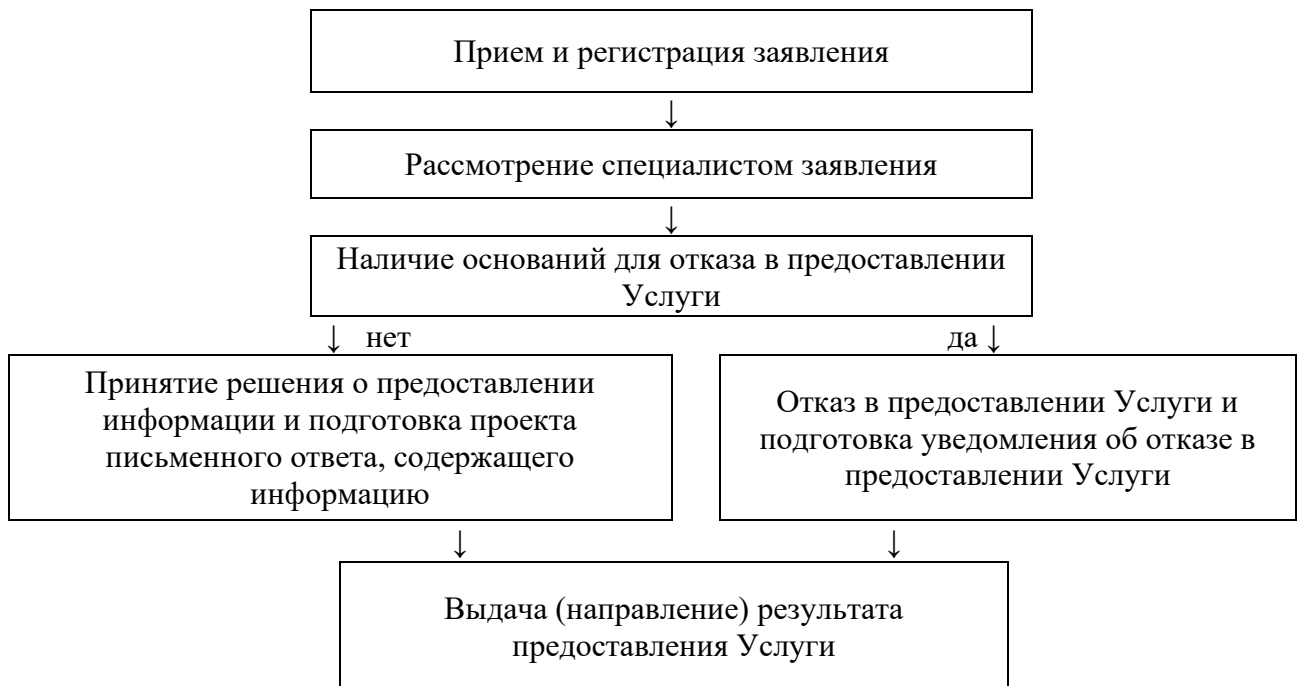 Прием и регистрация заявления
↓
Рассмотрение специалистом заявления
↓
Наличие оснований для отказа в предоставлении
Услуги
↓ нет
да ↓
Принятие решения о предоставлении
информации и подготовка проекта
письменного ответа, содержащего
информацию
Отказ в предоставлении Услуги и
подготовка уведомления об отказе в
предоставлении Услуги
↓ ↓
Выдача (направление) результата
предоставления Услуги